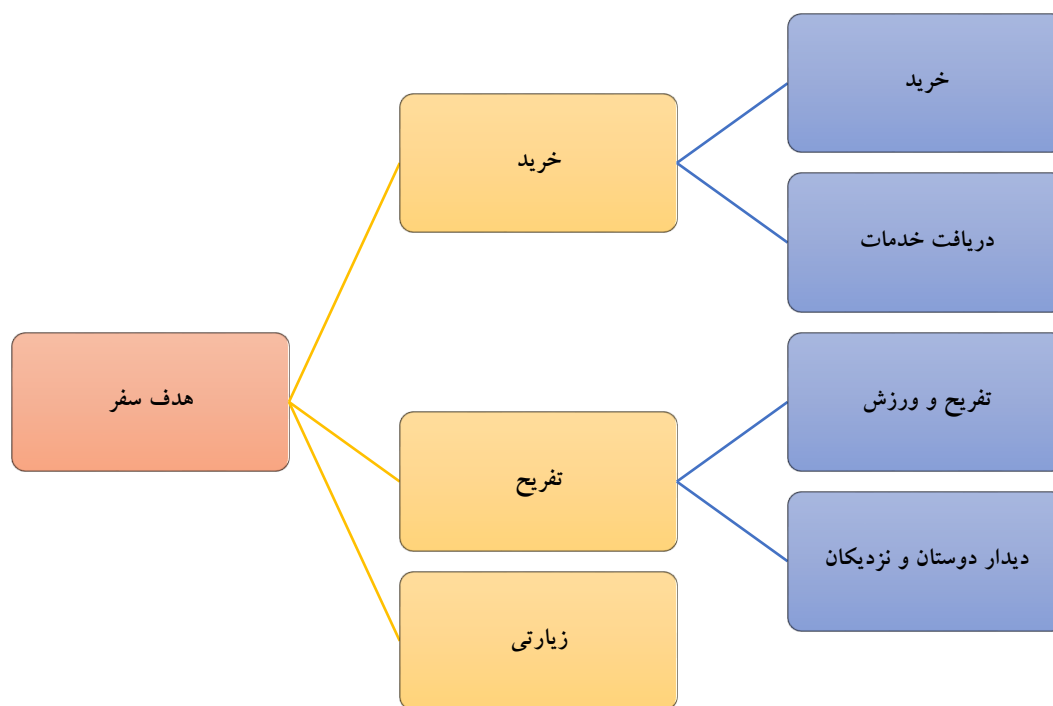 هدف سفر
خرید
خرید
دریافت خدمات
تفریح
تفریح و ورزش
دیدار دوستان و نزدیکان
زیارتی